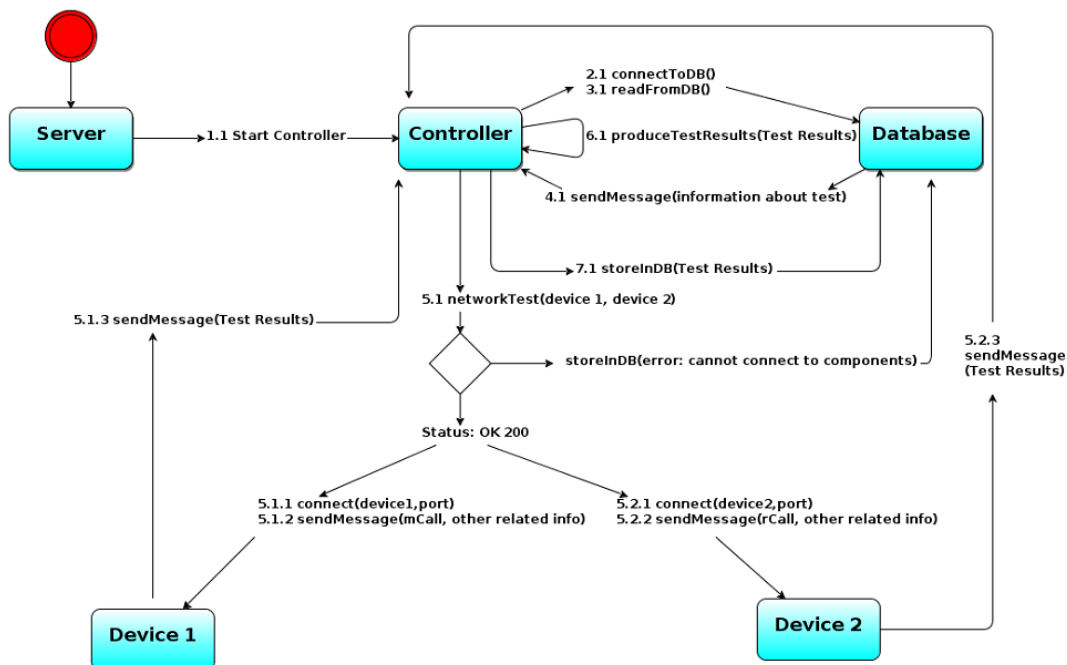 2.1 connectToDB()
3.1 readFromDB()
Server
1.1 Start Controller
Controller
6.1 produceTestResults(Test Results)
Database
4.1 sendMessage(information about test)
7.1 storeInDB(Test Results)
5.1 networkTest(device 1, device 2)
5.1.3 sendMessage(Test Results)
storeInDB(error: cannot connect to components)
5.2.3
sendMessage
(Test Results)
Status: OK 200
5.1.1 connect(device1,port)
5.1.2 sendMessage(mCall, other related info)
5.2.1 connect(device2,port)
5.2.2 sendMessage(rCall, other related info)
Device 1
Device 2